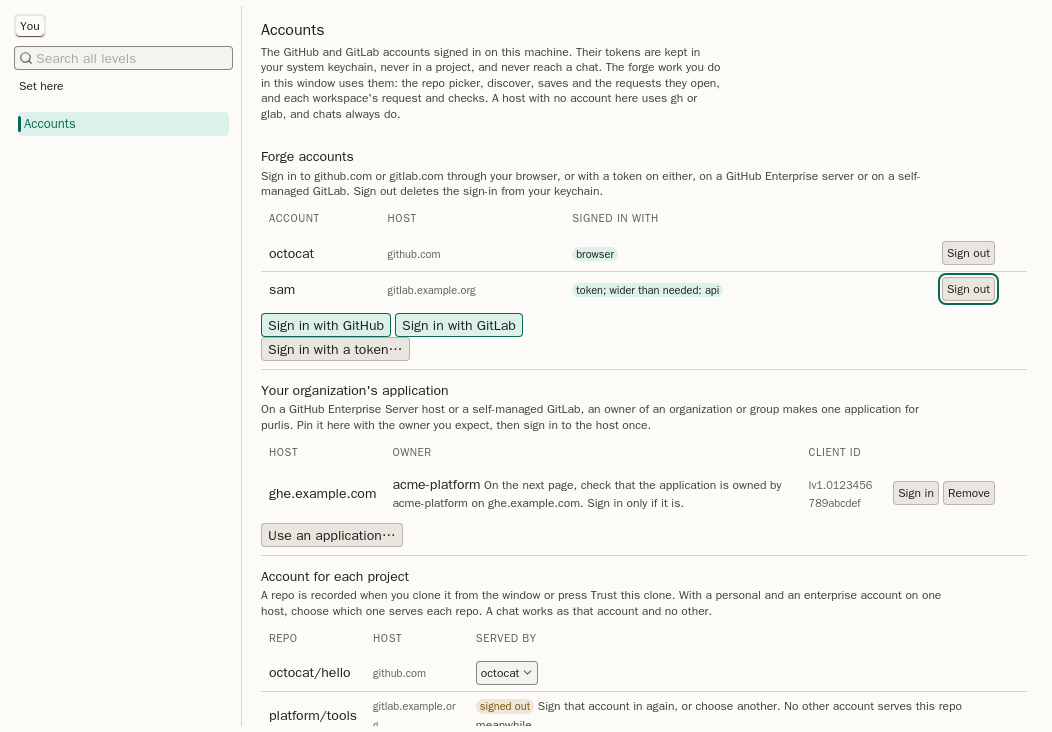 You
Search all levels
Set here
Accounts
Accounts
The GitHub and GitLab accounts signed in on this machine. Their tokens are kept in
your system keychain, never in a project, and never reach a chat. The forge work you do
in this window uses them: the repo picker, discover, saves and the requests they open,
and each workspace's request and checks. A host with no account here uses gh or
glab, and chats always do.
Forge accounts
Sign in to github.com or gitlab.com through your browser, or with a token on either, on a GitHub Enterprise server or on a self-
managed GitLab. Sign out deletes the sign-in from your keychain.
ACCOUNT HOST SIGNED IN WITH
octocat github.com browser Sign out
sam gitlab.example.org token; wider than needed: api Sign out
Sign in with GitHub Sign in with GitLab
Sign in with a token···
Your organization's application
On a GitHub Enterprise Server host or a self-managed GitLab, an owner of an organization or group makes one application for
purlis. Pin it here with the owner you expect, then sign in to the host once.
HOST OWNER CLIENT ID
ghe.example.com acme-platform On the next page, check that the application is owned by
acme-platform on ghe.example.com. Sign in only if it is.
Iv1.0123456
789abcdef
Sign in Remove
Use an application···
Account for each project
A repo is recorded when you clone it from the window or press Trust this clone. With a personal and an enterprise account on one
host, choose which one serves each repo. A chat works as that account and no other.
REPO HOST SERVED BY
octocat/hello github.com octocat
platform/tools gitlab.example.or
g
signed out Sign that account in again, or choose another. No other account serves this repo
meanwhile